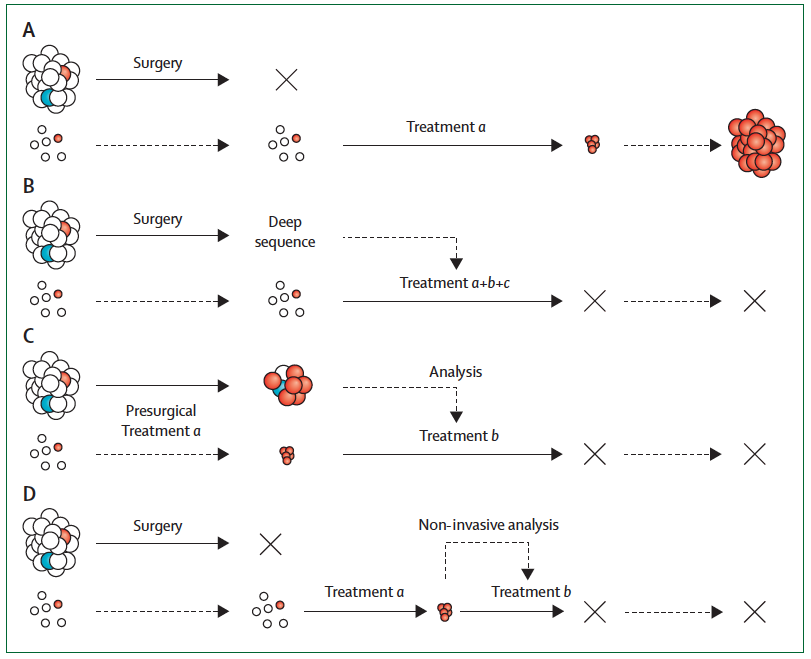 A
Surgery
Treatment a
B
Surgery
Deep
sequence
Treatment a+b+c
C
Analysis
Presurgical
Treatment a
Treatment b
D
Surgery
Non-invasive analysis
Treatment a
Treatment b